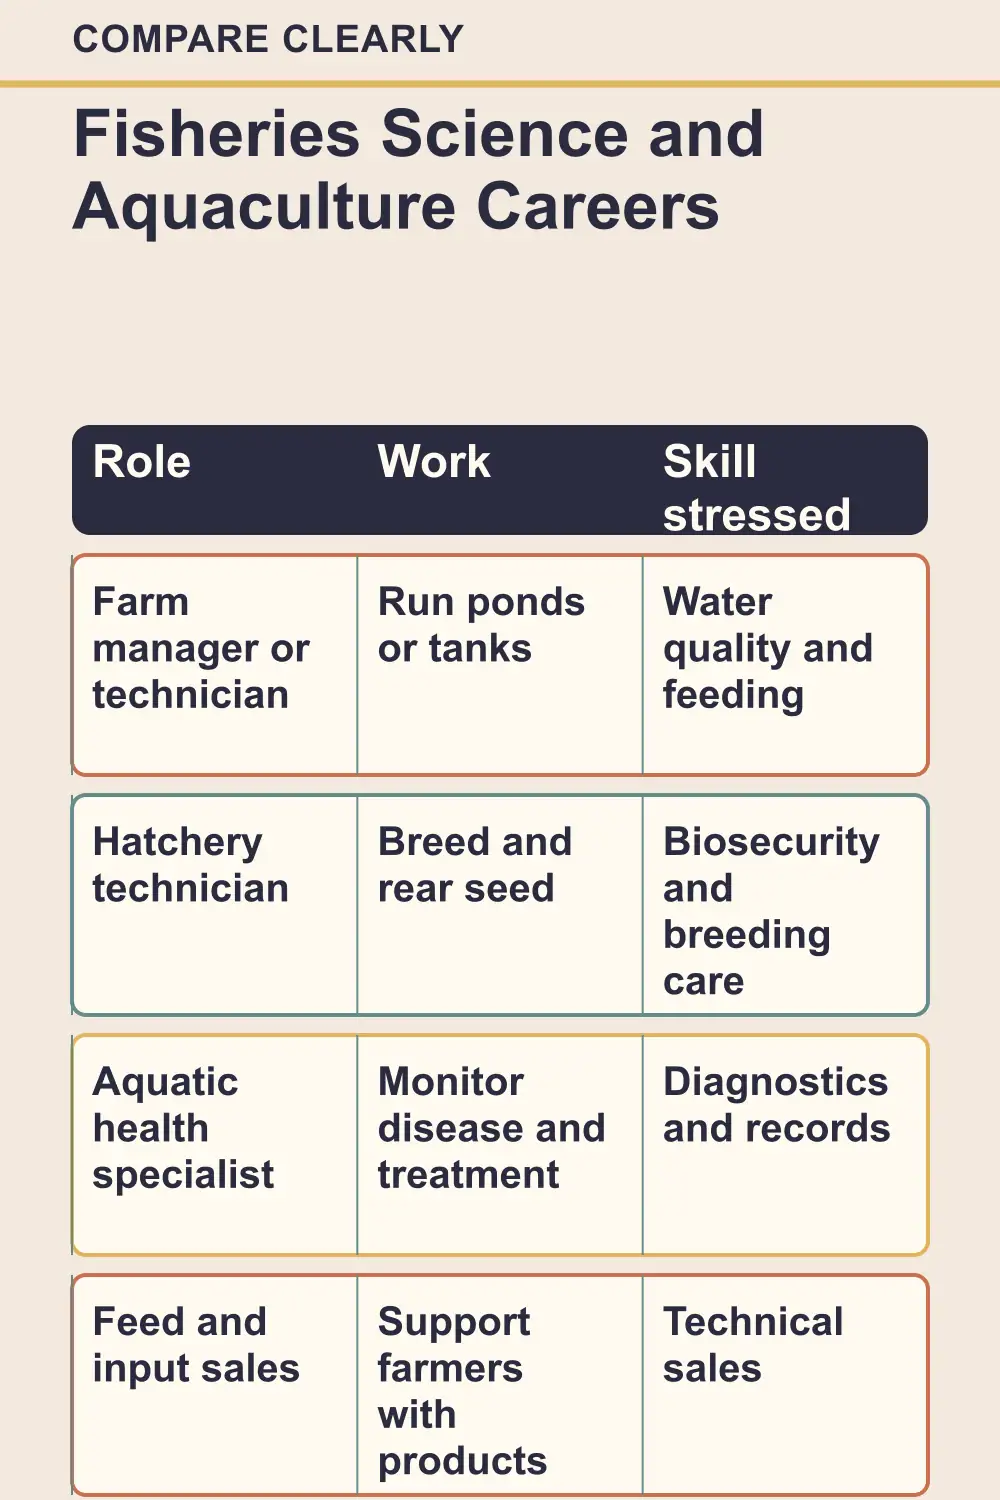 COMPARE CLEARLY
Fisheries Science and
Aquaculture Careers
Role
Work
Skill
stressed
Farm
manager or
technician
Run ponds
or tanks
Water
quality and
feeding
Hatchery
technician
Breed and
rear seed
Biosecurity
and
breeding
care
Aquatic
health
specialist
Monitor
disease and
treatment
Diagnostics
and records
Feed and
input sales
Support
farmers
with
products
Technical
sales